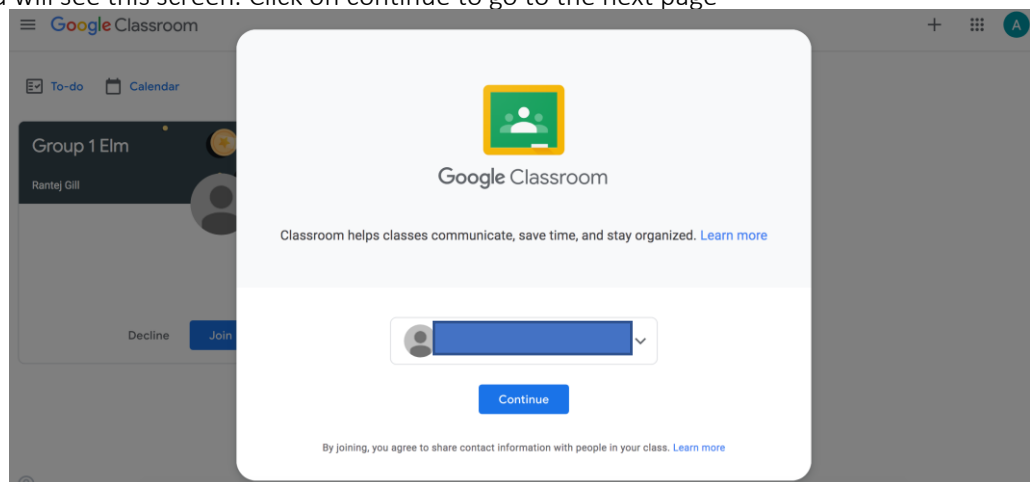 will see this screen. Click on continue to go to the next page
Google Classroom
A
To-do Calendar
Group 1 Elm
Rantej Gill
Decline Join
Google Classroom
Classroom helps classes communicate, save time, and stay organized. Learn more
Continue
By joining, you agree to share contact information with people in your class. Learn more